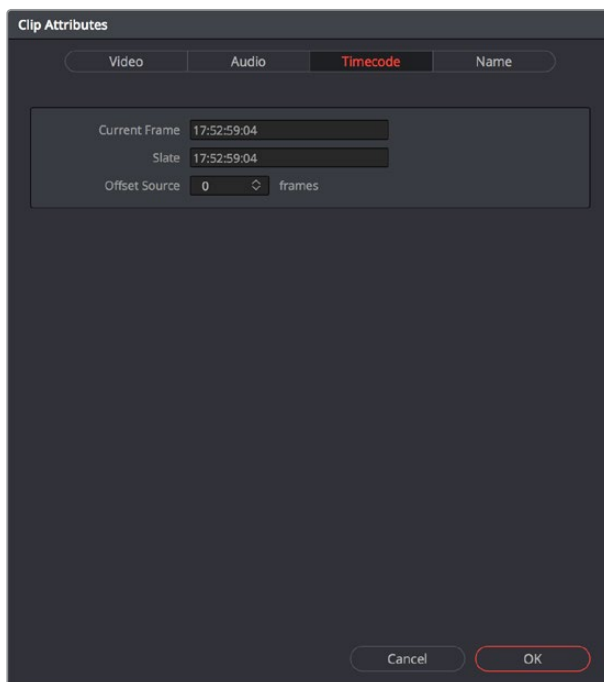 Clip Attributes
Video Audio Timecode Name
Current Frame 17:52:59:04
Slate 17:52:59:04
Offset Source 0 frames
Cancel OK